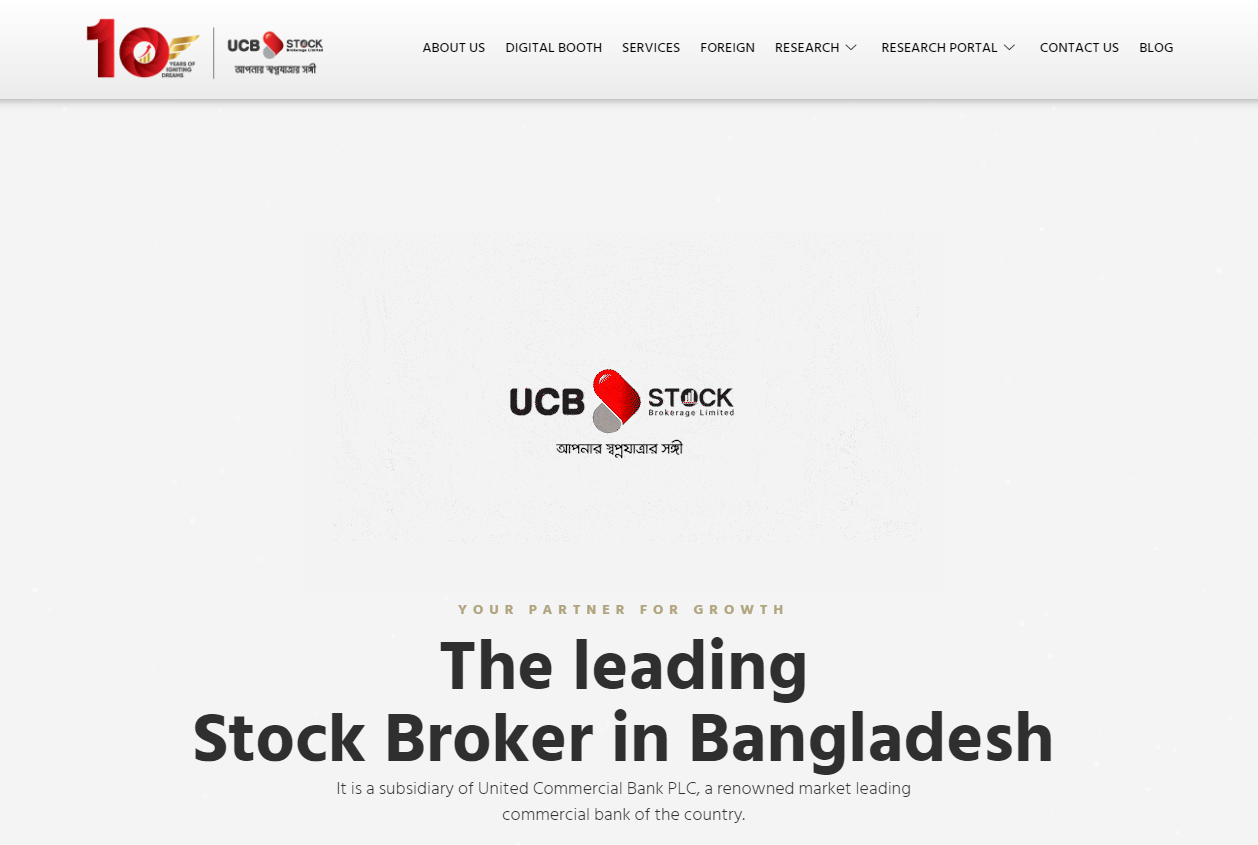 10 YEARS OF IGNITING DREAMS
UCB STOCK Brokerage Limited
আপনার স্বপ্নযাত্রার সঙ্গী
ABOUT US DIGITAL BOOTH SERVICES FOREIGN RESEARCH RESEARCH PORTAL CONTACT US BLOG
UCB STOCK
Brokerage Limited
আপনার স্বপ্নযাত্রার সঙ্গী
YOUR PARTNER FOR GROWTH
The leading
Stock Broker in Bangladesh
It is a subsidiary of United Commercial Bank PLC, a renowned market leading
commercial bank of the country.